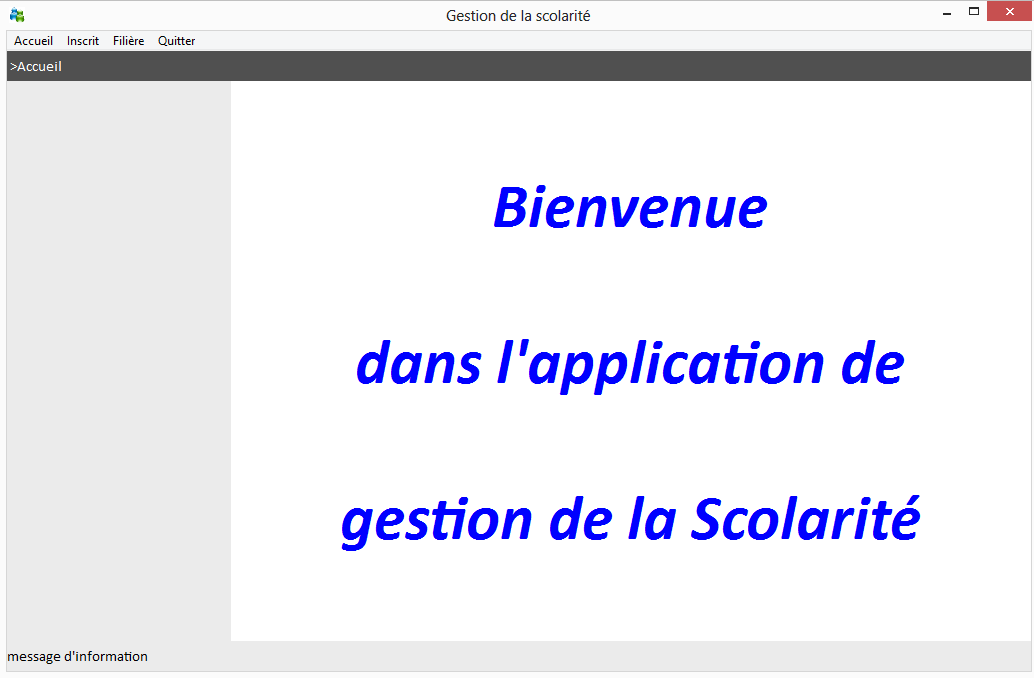 Gestion de la scolarité
Accueil Inscrit Filière Quitter
>Accueil
Bienvenue
dans l'application de
gestion de la Scolarité
message d'information